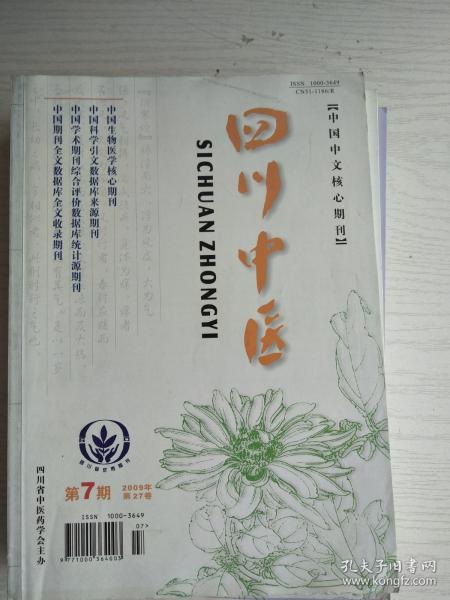 ISSN 1000-3649
CN51-1186/R
【中国中文核心期刊】
四川中医
SICHUAN ZHONGYI
中国生物医学核心期刊
中国科学引文数据库来源期刊
中国学术期刊综合评价数据库统计源期刊
中国期刊全文数据库全文收录期刊
四川省优秀期刊
第7期
2009年
第27卷
ISSN 1000-3649
07>
9 771000 364003
四川省中医药学会主办
孔夫子旧书网